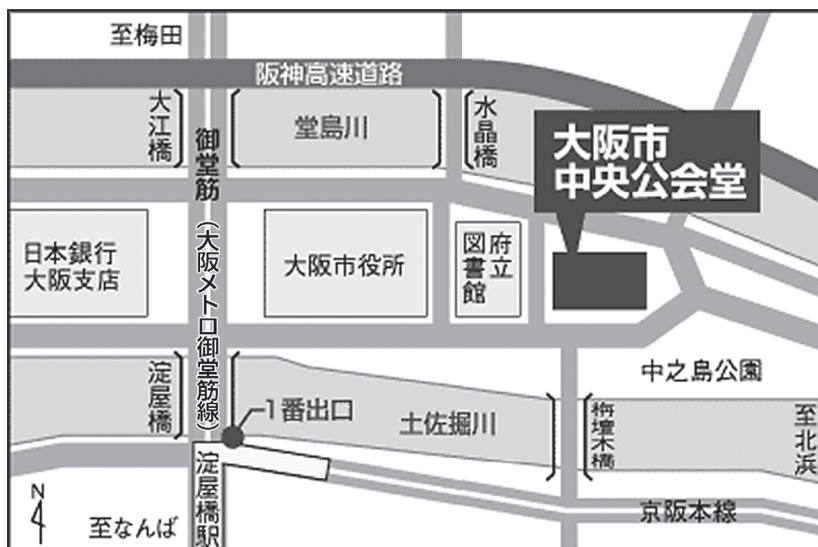 至梅田
阪神高速道路
大江橋
堂島川
水晶橋
大阪市
中央公会堂
御堂筋
(大阪メトロ御堂筋線)
日本銀行
大阪支店
大阪市役所
府立
図書館
中之島公園
淀屋橋
1番出口
土佐掘川
栴壇木橋
至北浜
淀屋橋駅
京阪本線
N
至なんば